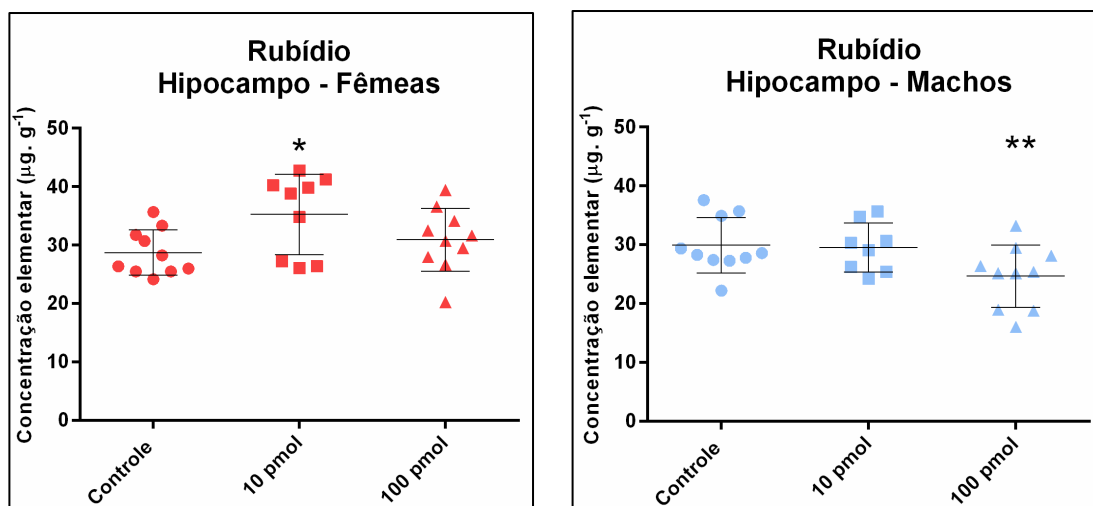 Rubídio
Hipocampo - Fêmeas
Concentração elementar (µg. g⁻¹)
50
40
30
20
10
0
*
Controle
10 pmol
100 pmol
Rubídio
Hipocampo - Machos
Concentração elementar (µg. g⁻¹)
50
40
30
20
10
0
**
Controle
10 pmol
100 pmol